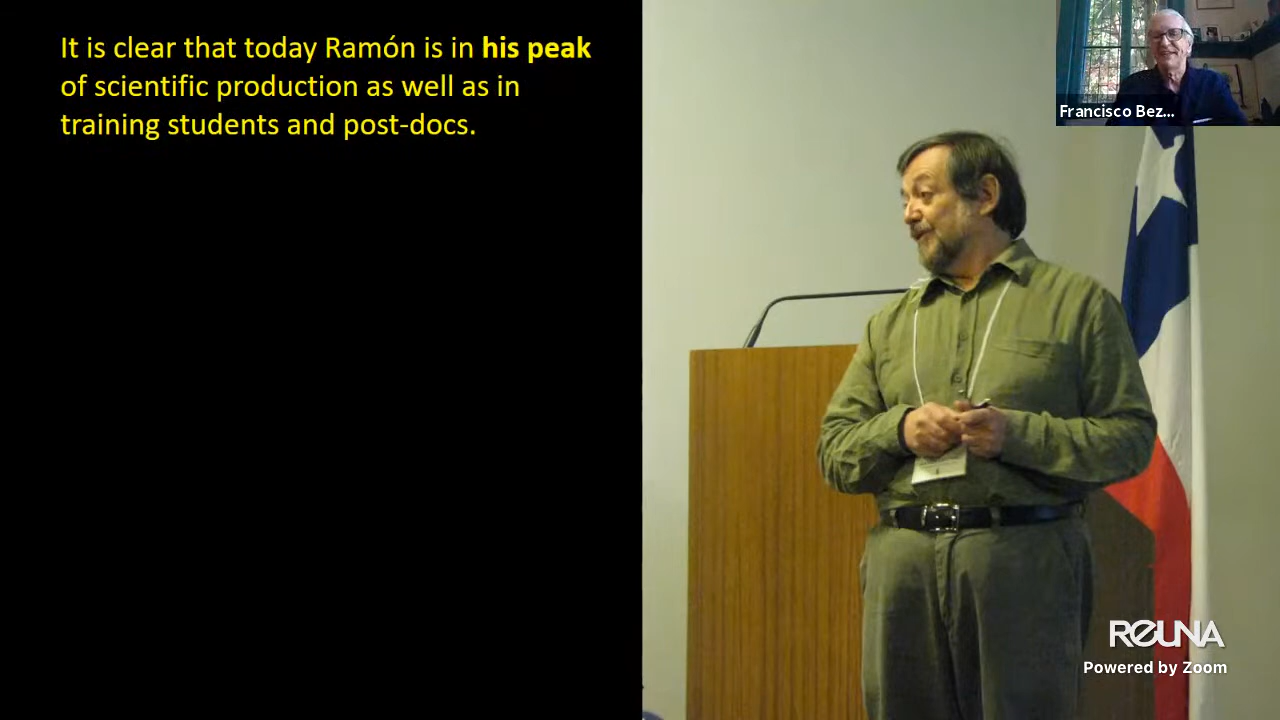 It is clear that today Ramón is in his peak
of scientific production as well as in
training students and post-docs.
Francisco Bez...
REUNA
Powered by Zoom